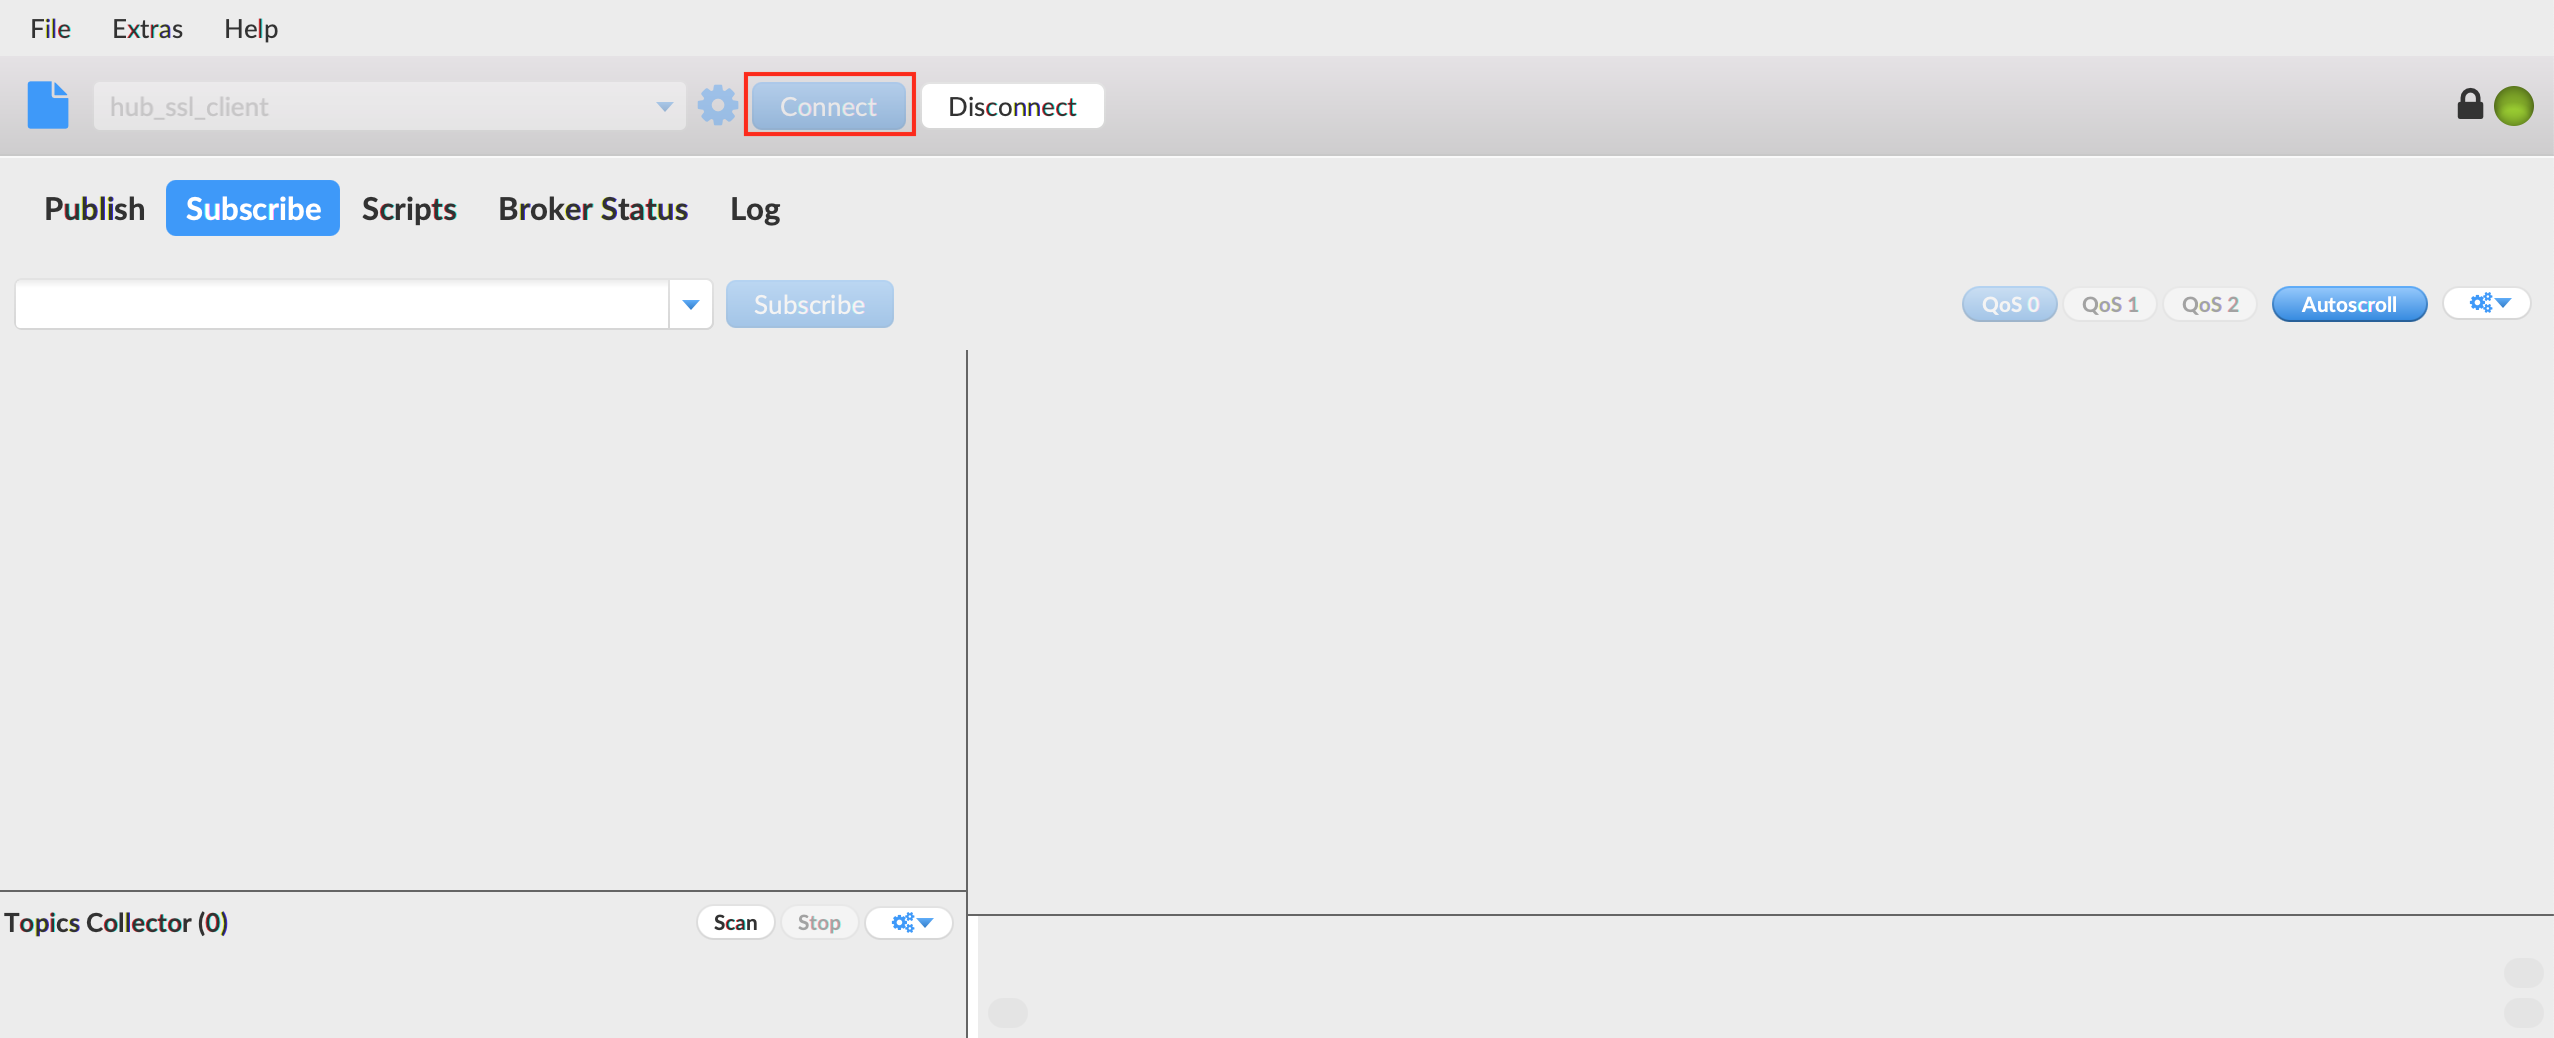 File Extras Help
hub_ssl_client Connect Disconnect
Publish Subscribe Scripts Broker Status Log
Subscribe QoS 0 QoS 1 QoS 2 Autoscroll
Topics Collector (0) Scan Stop